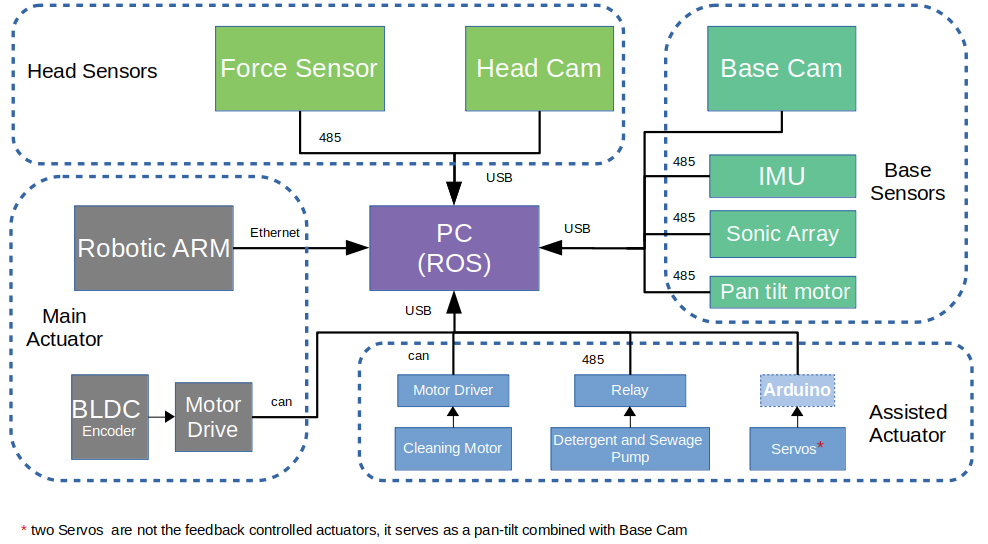 Head Sensors
Force Sensor
Head Cam
Base Cam
485
USB
485
IMU
Base
Sensors
485
Sonic Array
485
Pan tilt motor
Robotic ARM
Ethernet
PC
(ROS)
USB
Main
Actuator
USB
can
485
Motor Driver
Relay
Arduino
BLDC
Encoder
Motor
Drive
can
Assisted
Actuator
Cleaning Motor
Detergent and Sewage
Pump
Servos*
* two Servos are not the feedback controlled actuators, it serves as a pan-tilt combined with Base Cam